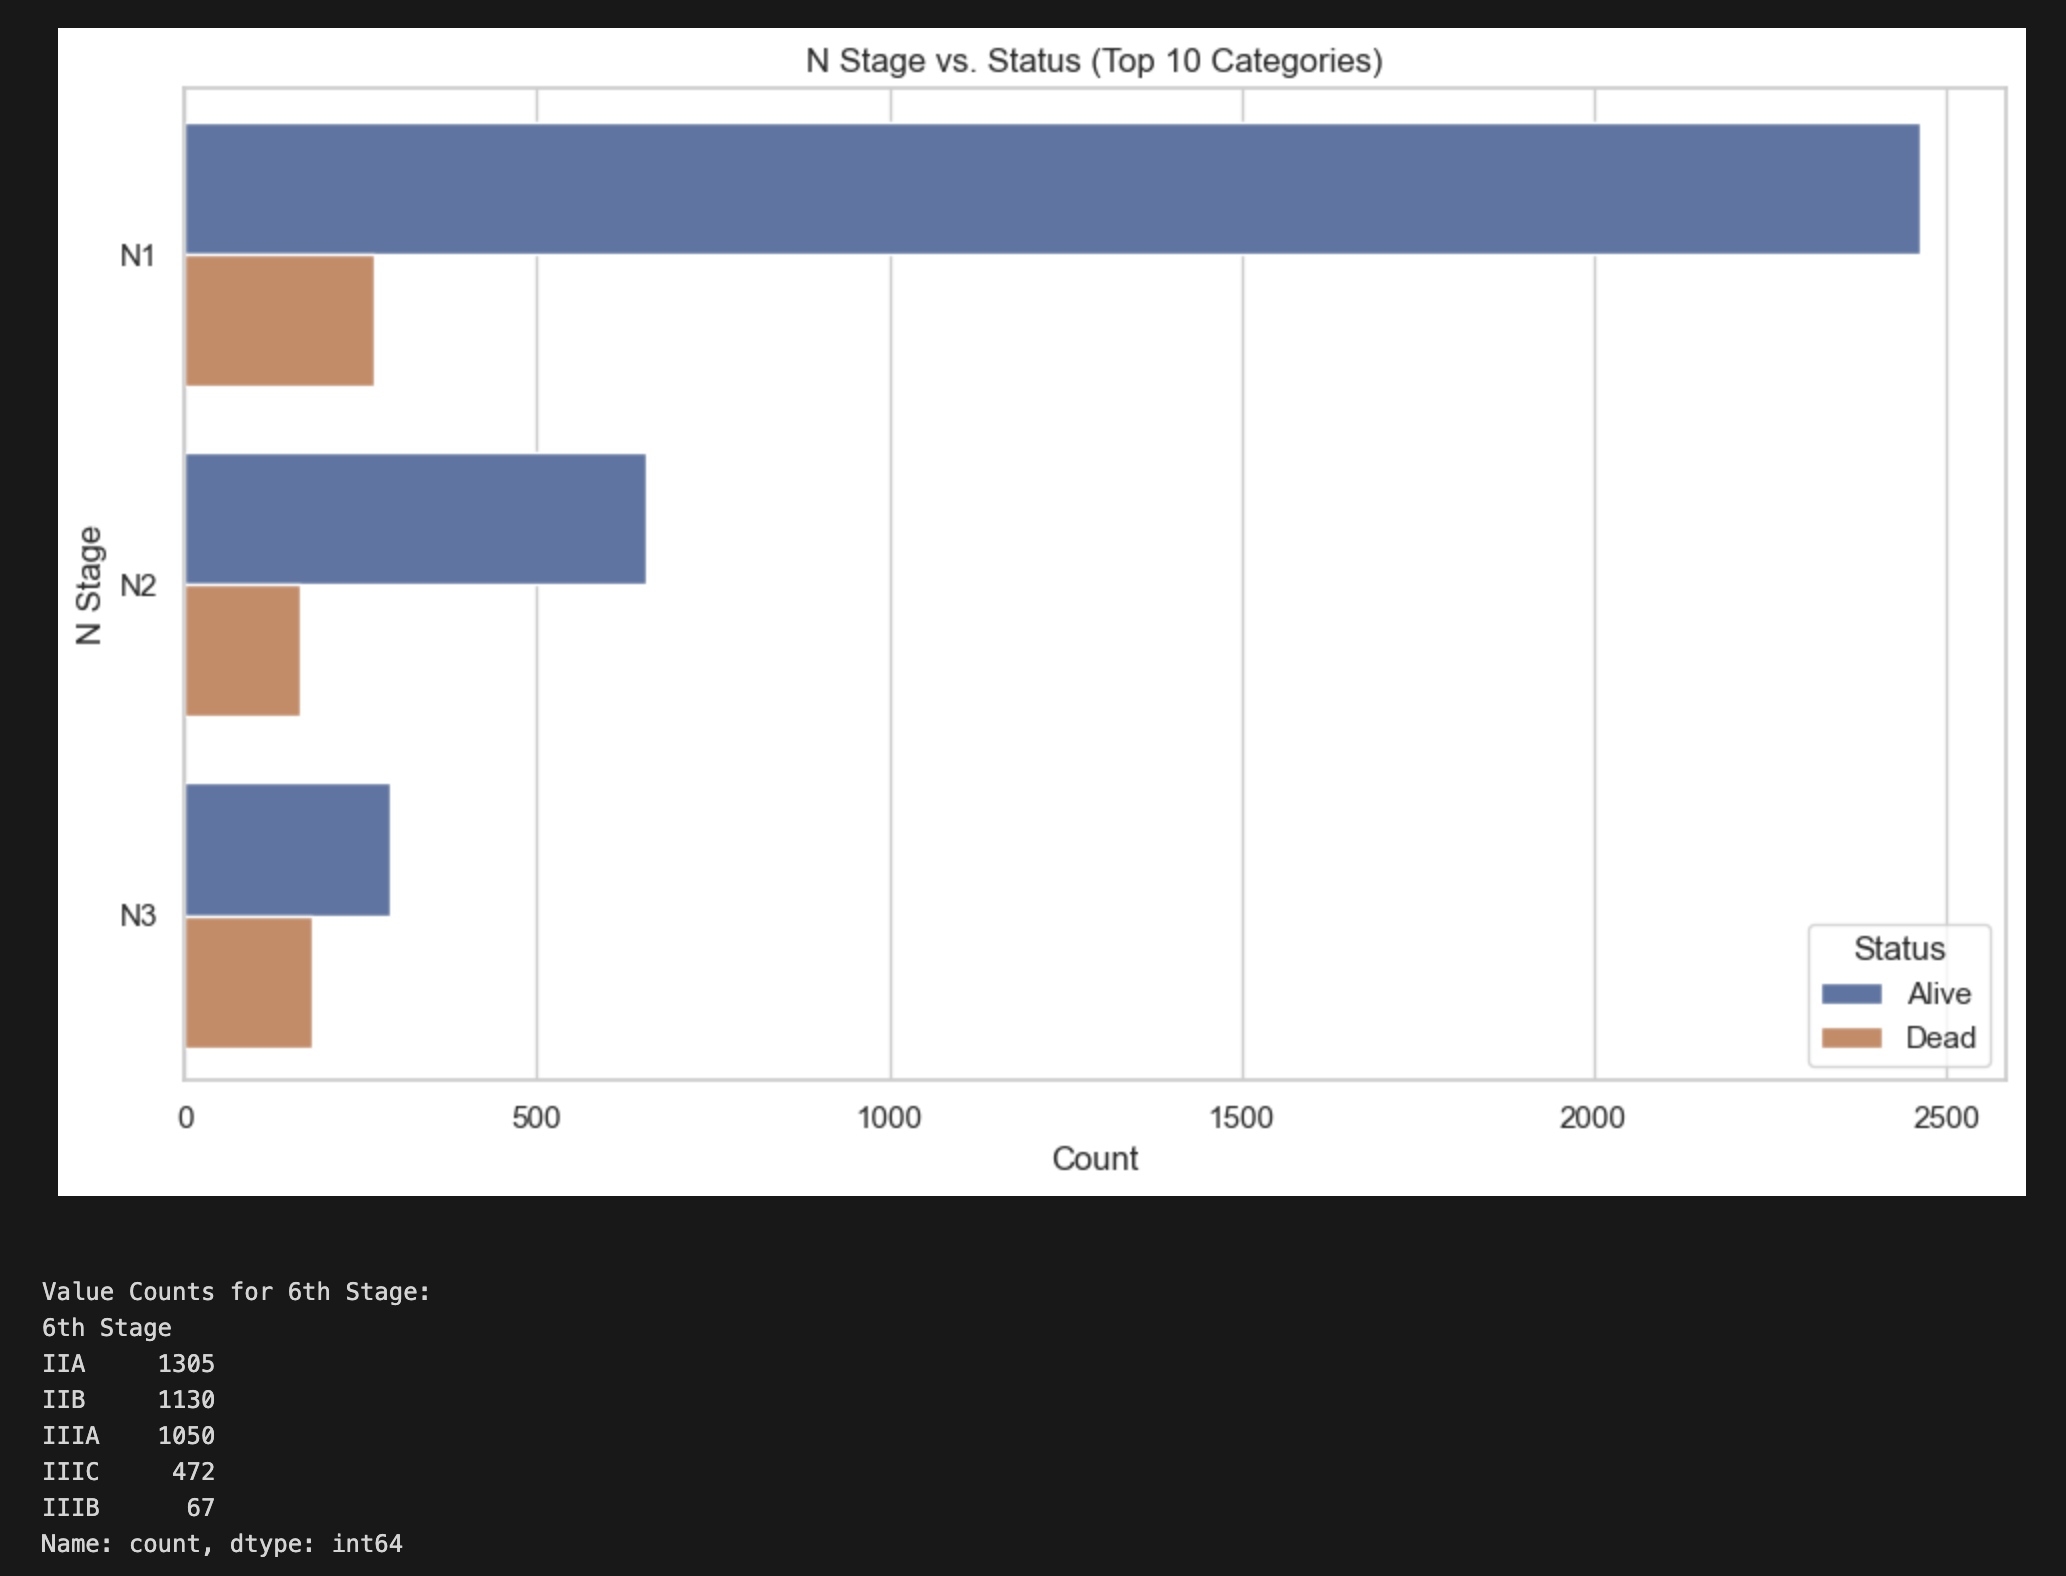 N Stage vs. Status (Top 10 Categories)
N1
N2
N3
N Stage
Status
Alive
Dead
0 500 1000 1500 2000 2500
Count
Value Counts for 6th Stage:
6th Stage
IIA     1305
IIB     1130
IIIA    1050
IIIC     472
IIIB      67
Name: count, dtype: int64